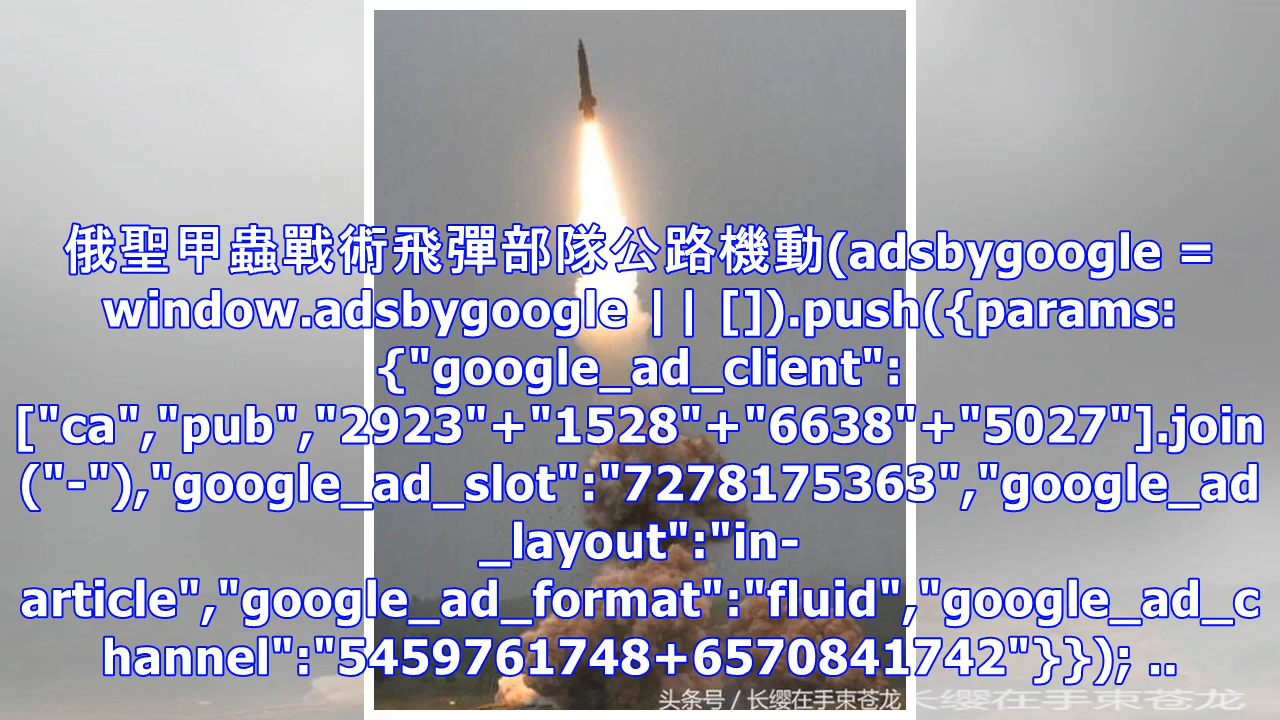 俄聖甲蟲戰術飛彈部隊公路機動(adsbygoogle =
window.adsbygoogle || []).push({params:
{"google_ad_client":
["ca","pub","2923"+"1528"+"6638"+"5027"].join
("-"),"google_ad_slot":"7278175363","google_ad
_layout":"in-
article","google_ad_format":"fluid","google_ad_c
hannel":"5459761748+6570841742"}}); ..
头条号 / 长缨在手束苍龙
长缨在手束苍龙